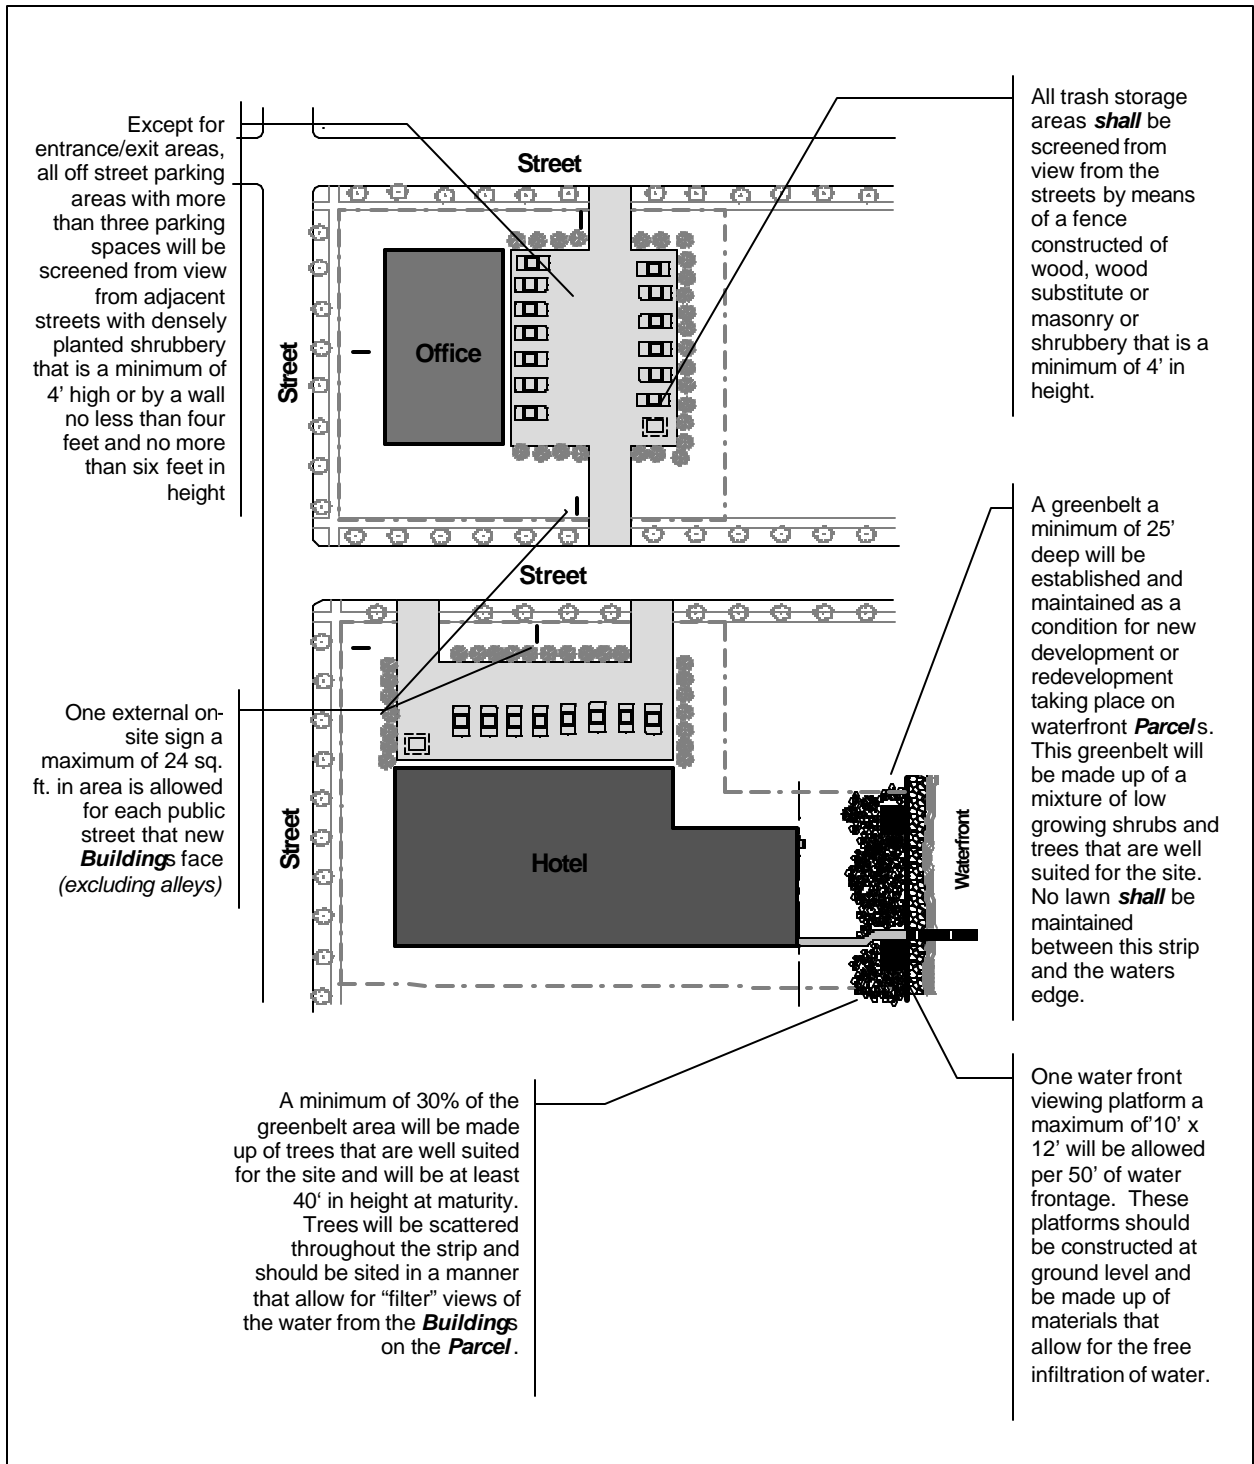 Except for
entrance/exit areas,
all off street parking
areas with more
than three parking
spaces will be
screened from view
from adjacent
streets with densely
planted shrubbery
that is a minimum of
4’ high or by a wall
no less than four
feet and no more
than six feet in
height
Street
All trash storage
areas shall be
screened from
view from the
streets by means
of a fence
constructed of
wood, wood
substitute or
masonry or
shrubbery that is a
minimum of 4’ in
height.
Street
Office
Street
A greenbelt a
minimum of 25’
deep will be
established and
maintained as a
condition for new
development or
redevelopment
taking place on
waterfront Parcels.
This greenbelt will
be made up of a
mixture of low
growing shrubs and
trees that are well
suited for the site.
No lawn shall be
maintained
between this strip
and the waters
edge.
One external on-
site sign a
maximum of 24 sq.
ft. in area is allowed
for each public
street that new
Buildings face
(excluding alleys)
Street
Hotel
Waterfront
A minimum of 30% of the
greenbelt area will be made
up of trees that are well suited
for the site and will be at least
40‘ in height at maturity.
Trees will be scattered
throughout the strip and
should be sited in a manner
that allow for “filter” views of
the water from the Buildings
on the Parcel.
One water front
viewing platform a
maximum of’10’ x
12’ will be allowed
per 50’ of water
frontage. These
platforms should
be constructed at
ground level and
be made up of
materials that
allow for the free
infiltration of water.